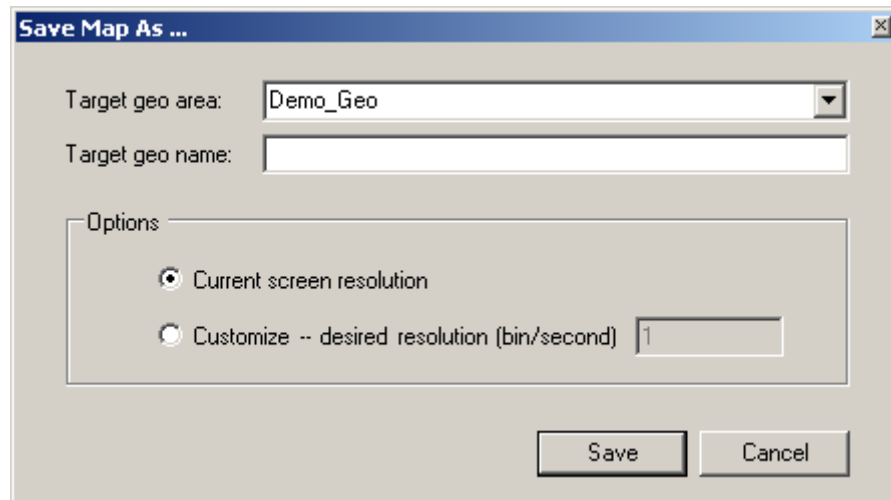 Save Map As ...
Target geo area: Demo_Geo
Target geo name:
Options
Current screen resolution
Customize -- desired resolution (bin/second) 1
Save Cancel